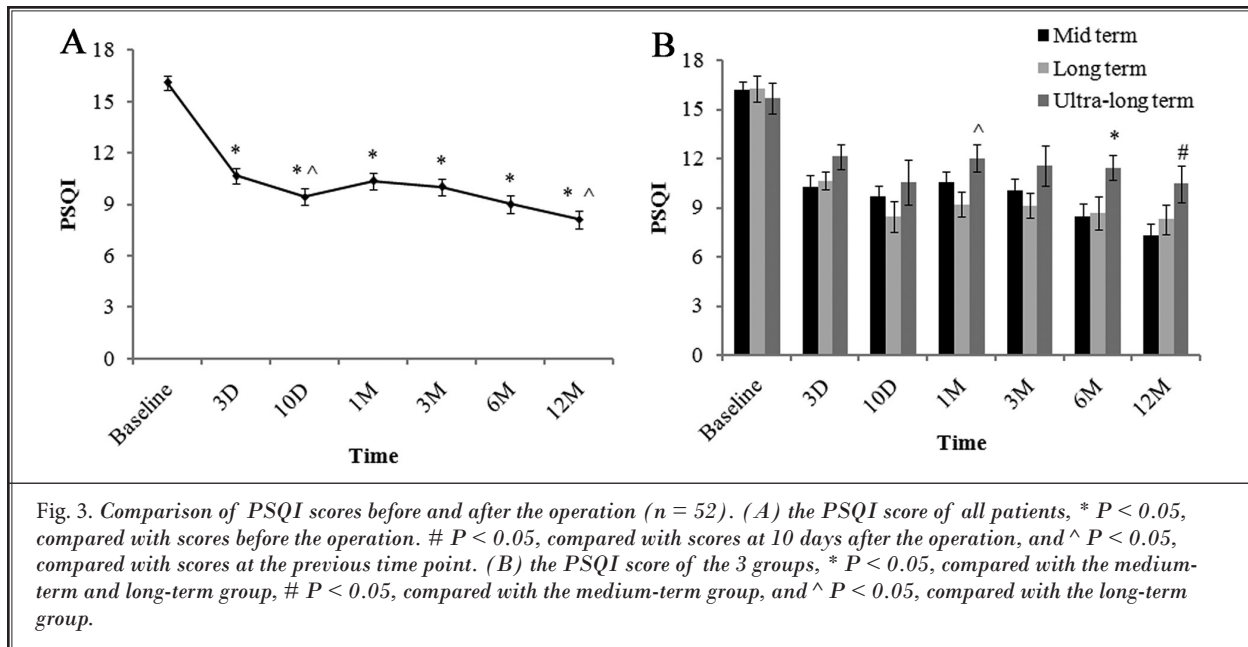 A
18
15
12
9
6
3
0
PSQI
*
* ^
*
*
*
* ^
Baseline
3D
10D
1M
3M
6M
12M
Time
B
Mid term
Long term
Ultra-long term
18
15
12
9
6
3
0
PSQI
^
*
#
Baseline
3D
10D
1M
3M
6M
12M
Time
Fig. 3. Comparison of PSQI scores before and after the operation (n = 52). (A) the PSQI score of all patients, * P < 0.05,
compared with scores before the operation. # P < 0.05, compared with scores at 10 days after the operation, and ^ P < 0.05,
compared with scores at the previous time point. (B) the PSQI score of the 3 groups, * P < 0.05, compared with the medium-
term and long-term group, # P < 0.05, compared with the medium-term group, and ^ P < 0.05, compared with the long-term
group.